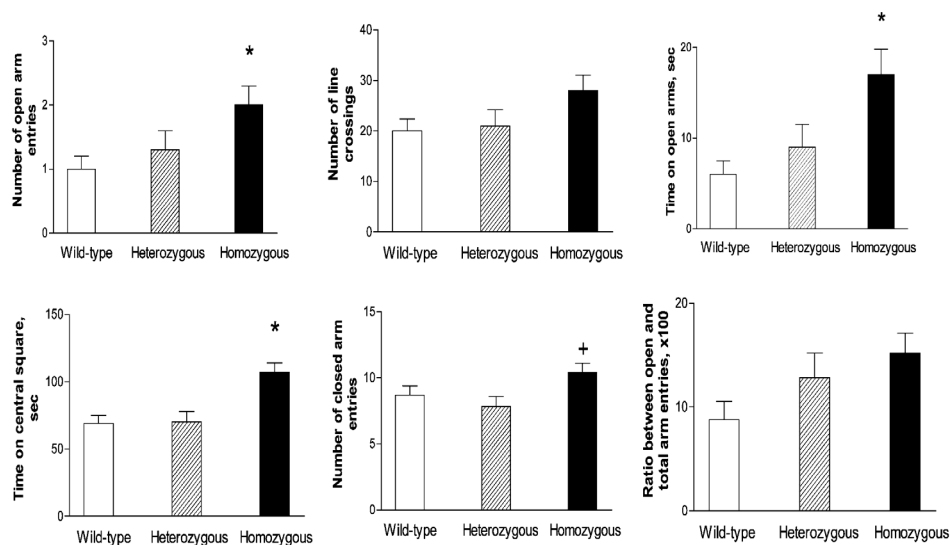 Number of open arm
entries
3
2
1
0
*
Wild-type Heterozygous Homozygous
Number of line
crossings
40
30
20
10
0
Wild-type Heterozygous Homozygous
Time on open arms, sec
20
10
0
*
Wild-type Heterozygous Homozygous
Time on central square,
sec
150
100
50
0
*
Wild-type Heterozygous Homozygous
Number of closed arm
entries
15
10
5
0
+
Wild-type Heterozygous Homozygous
Ratio between open and
total arm entries, x100
20
10
0
Wild-type Heterozygous Homozygous